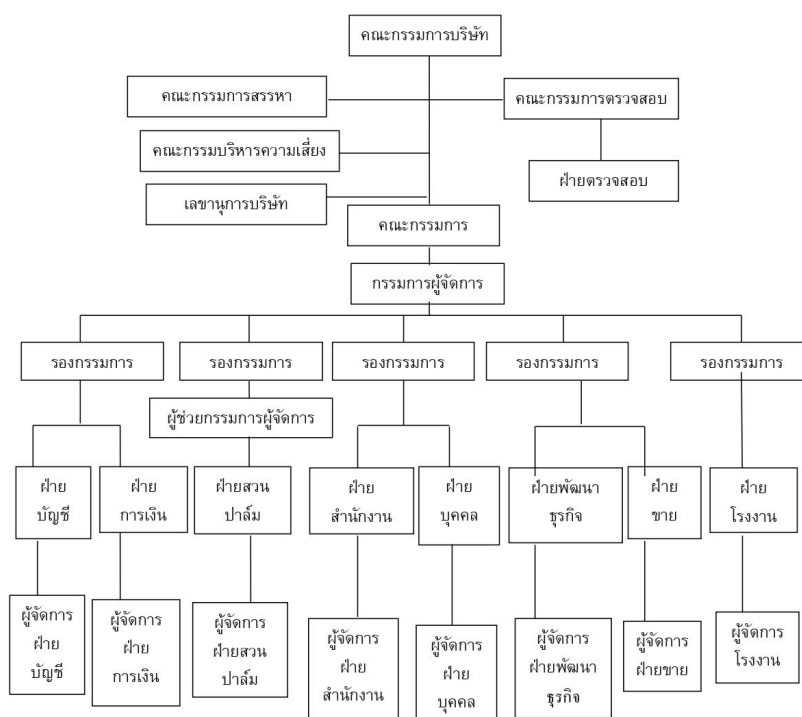 คณะกรรมการบริษัท
คณะกรรมการสรรหา
คณะกรรมการตรวจสอบ
คณะกรรมบริหารความเสี่ยง
ฝ่ายตรวจสอบ
เลขานุการบริษัท
คณะกรรมการ
กรรมการผู้จัดการ
รองกรรมการ
รองกรรมการ
รองกรรมการ
รองกรรมการ
รองกรรมการ
ผู้ช่วยกรรมการผู้จัดการ
ฝ่าย
บัญชี
ฝ่าย
การเงิน
ฝ่ายสวน
ปาล์ม
ฝ่าย
สำนักงาน
ฝ่าย
บุคคล
ฝ่ายพัฒนา
ธุรกิจ
ฝ่าย
ขาย
ฝ่าย
โรงงาน
ผู้จัดการ
ฝ่าย
บัญชี
ผู้จัดการ
ฝ่าย
การเงิน
ผู้จัดการ
ฝ่ายสวน
ปาล์ม
ผู้จัดการ
ฝ่าย
สำนักงาน
ผู้จัดการ
ฝ่าย
บุคคล
ผู้จัดการ
ฝ่ายพัฒนา
ธุรกิจ
ผู้จัดการ
ฝ่ายขาย
ผู้จัดการ
โรงงาน